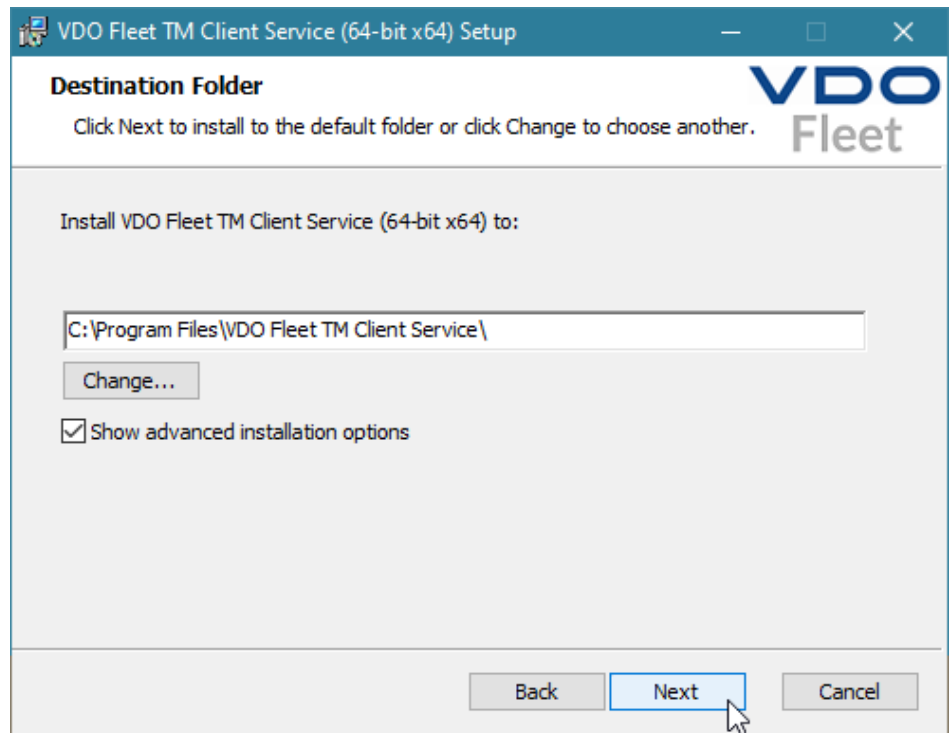 VDO Fleet TM Client Service (64-bit x64) Setup
Destination Folder
Click Next to install to the default folder or click Change to choose another.
VDO
Fleet
Install VDO Fleet TM Client Service (64-bit x64) to:
C:\Program Files\VDO Fleet TM Client Service\
Change...
Show advanced installation options
Back
Next
Cancel